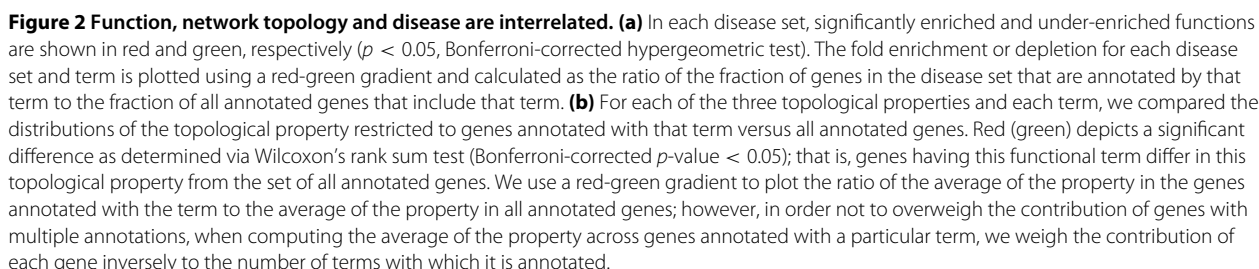 Figure 2 Function, network topology and disease are interrelated. (a) In each disease set, significantly enriched and under-enriched functions
are shown in red and green, respectively (p < 0.05, Bonferroni-corrected hypergeometric test). The fold enrichment or depletion for each disease
set and term is plotted using a red-green gradient and calculated as the ratio of the fraction of genes in the disease set that are annotated by that
term to the fraction of all annotated genes that include that term. (b) For each of the three topological properties and each term, we compared the
distributions of the topological property restricted to genes annotated with that term versus all annotated genes. Red (green) depicts a significant
difference as determined via Wilcoxon's rank sum test (Bonferroni-corrected p-value < 0.05); that is, genes having this functional term differ in this
topological property from the set of all annotated genes. We use a red-green gradient to plot the ratio of the average of the property in the genes
annotated with the term to the average of the property in all annotated genes; however, in order not to overweigh the contribution of genes with
multiple annotations, when computing the average of the property across genes annotated with a particular term, we weigh the contribution of
each gene inversely to the number of terms with which it is annotated.